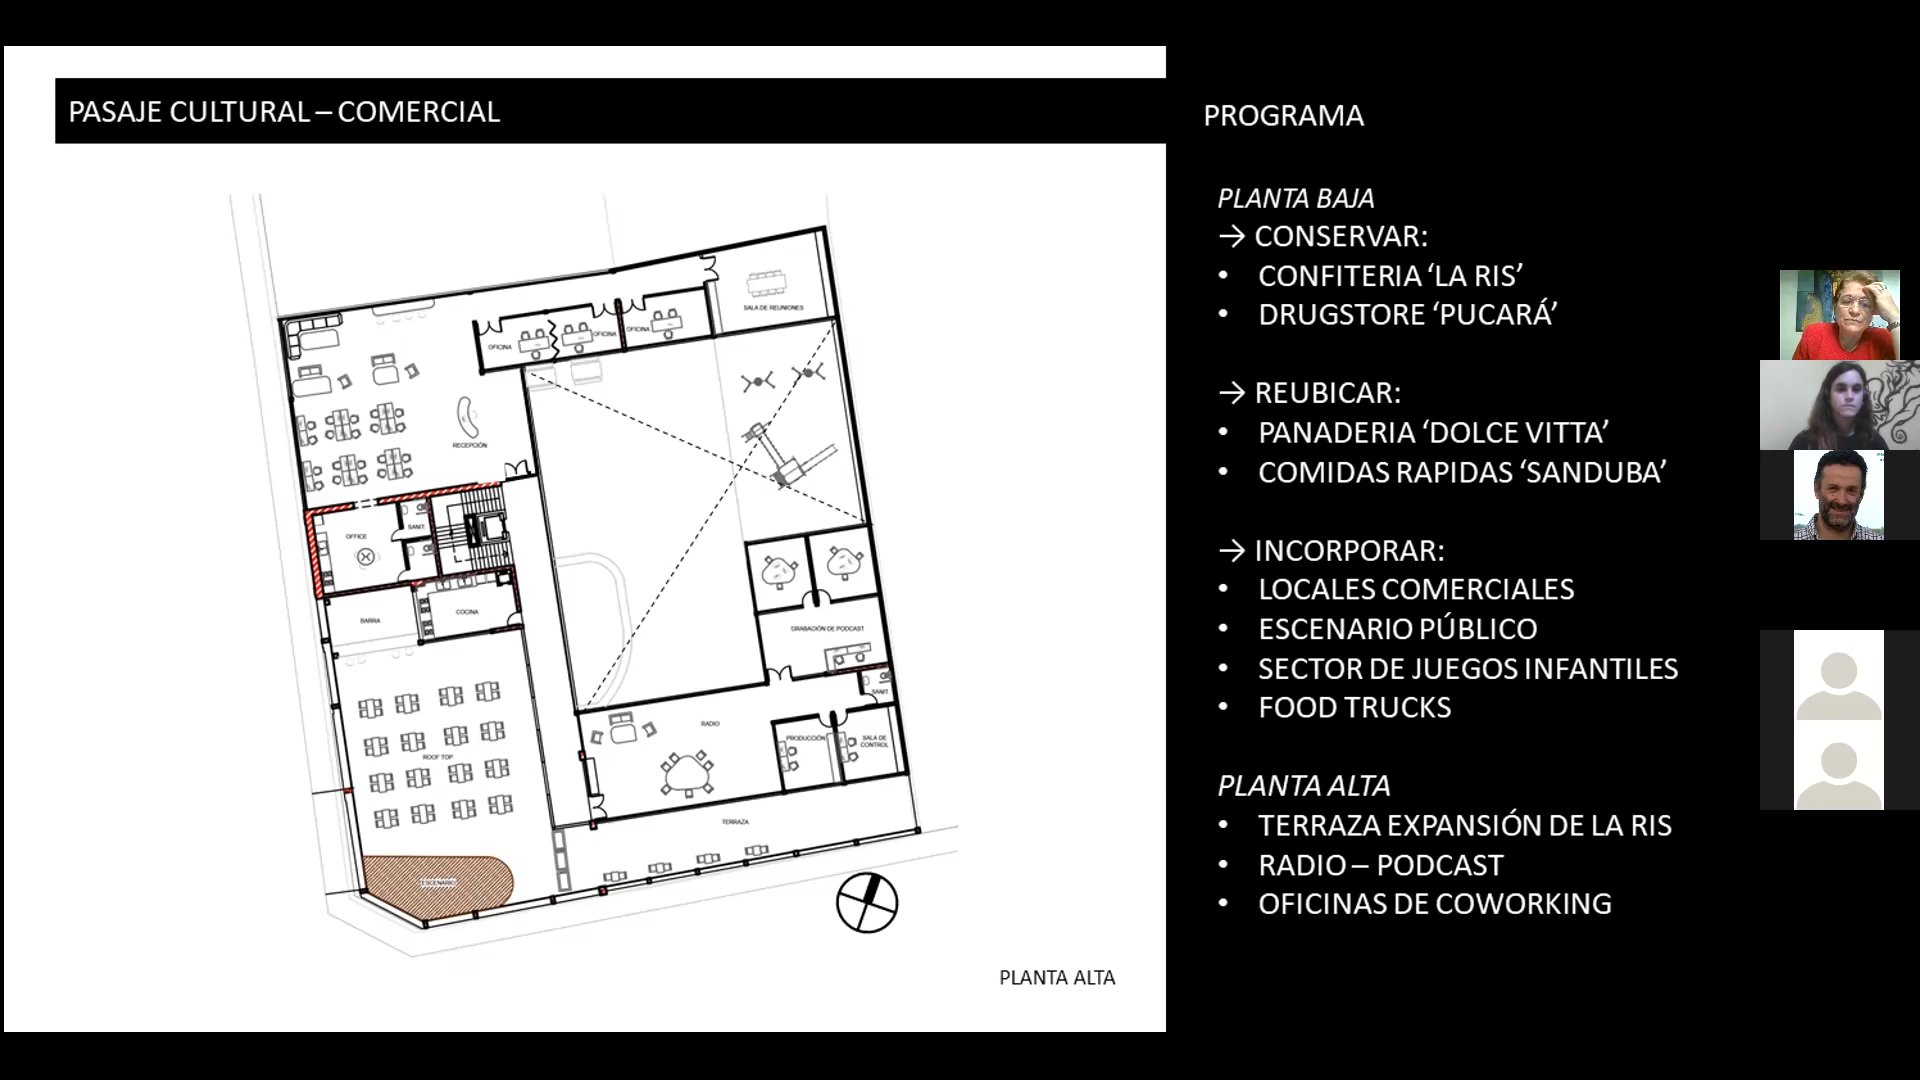 PASAJE CULTURAL – COMERCIAL
SALA DE REUNIONES
OFICINA
OFICINA
OFICINA
RECEPCIÓN
SANIT.
OFFICE
COCINA
BARRA
GRABACIÓN DE PODCAST
SANIT.
RADIO
PRODUCCIÓN
SALA DE
CONTROL
ROOF TOP
TERRAZA
ESCENARIO
PLANTA ALTA
PROGRAMA
PLANTA BAJA
→ CONSERVAR:
• CONFITERIA ‘LA RIS’
• DRUGSTORE ‘PUCARÁ’
→ REUBICAR:
• PANADERIA ‘DOLCE VITTA’
• COMIDAS RAPIDAS ‘SANDUBA’
→ INCORPORAR:
• LOCALES COMERCIALES
• ESCENARIO PÚBLICO
• SECTOR DE JUEGOS INFANTILES
• FOOD TRUCKS
PLANTA ALTA
• TERRAZA EXPANSIÓN DE LA RIS
• RADIO – PODCAST
• OFICINAS DE COWORKING